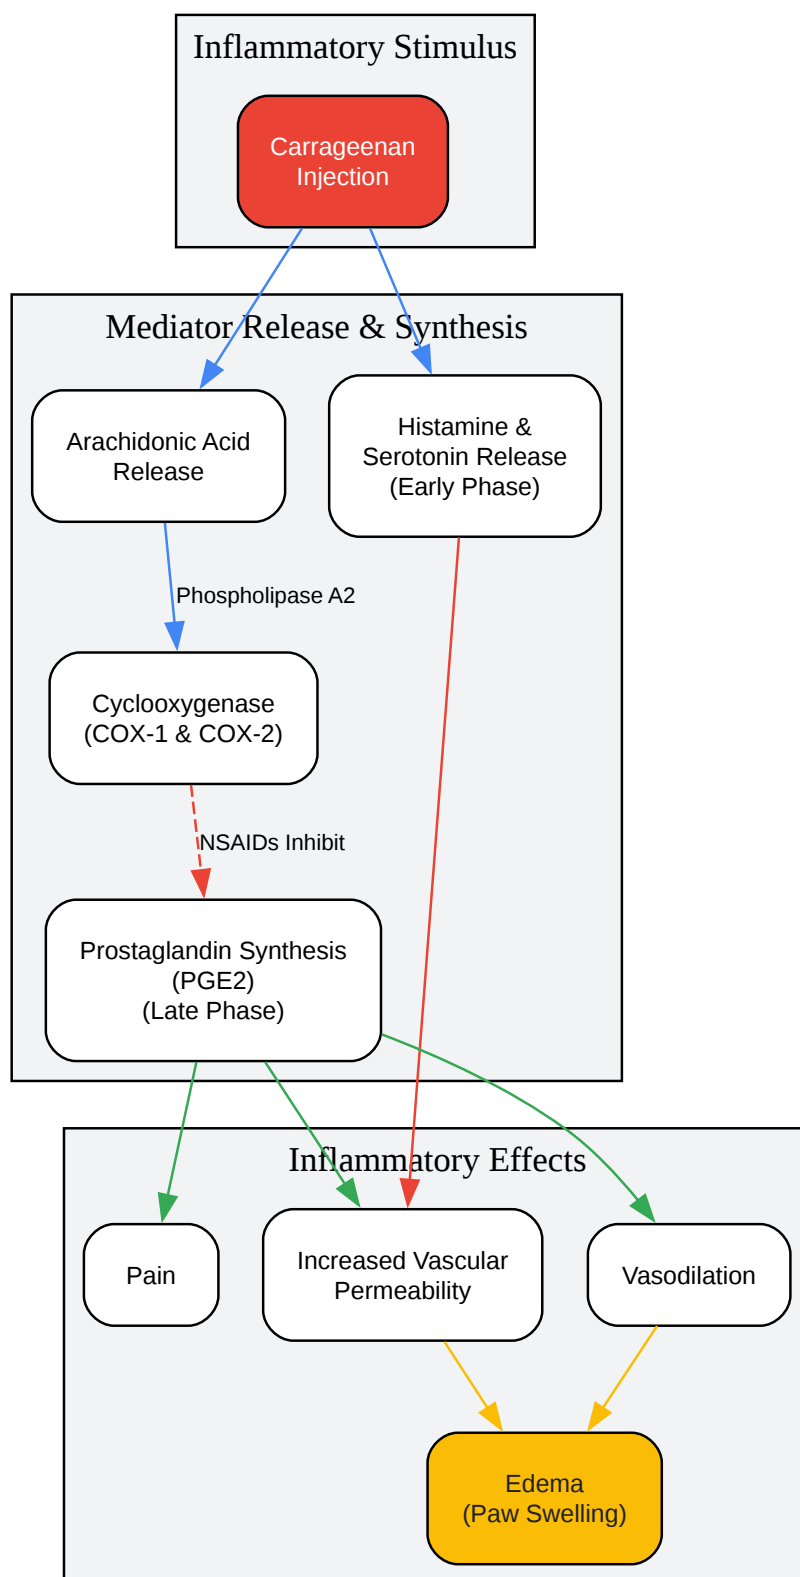 Inflammatory Stimulus
Carrageenan
Injection
Mediator Release & Synthesis
Arachidonic Acid
Release
Histamine &
Serotonin Release
(Early Phase)
Phospholipase A2
Cyclooxygenase
(COX-1 & COX-2)
NSAIDs Inhibit
Prostaglandin Synthesis
(PGE2)
(Late Phase)
Inflammatory Effects
Pain
Increased Vascular
Permeability
Vasodilation
Edema
(Paw Swelling)